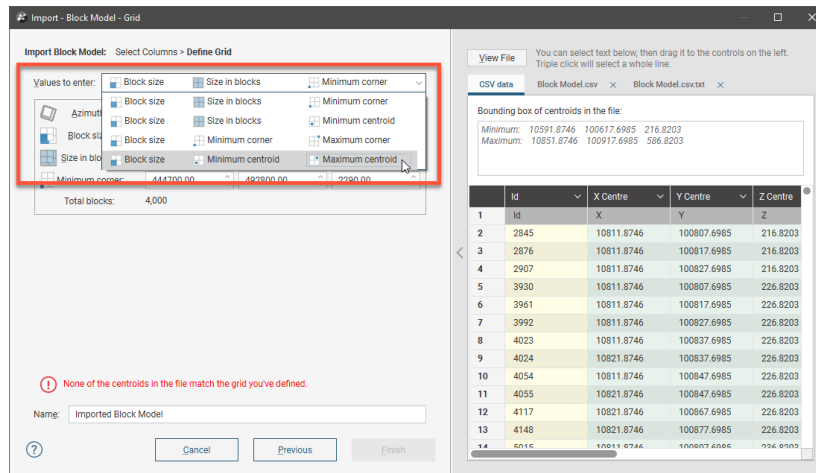 Import - Block Model - Grid
Import Block Model: Select Columns > Define Grid
Values to enter: Block size Size in blocks Minimum corner
Block size Size in blocks Minimum corner
Block size Size in blocks Minimum centroid
Block size Minimum corner Maximum corner
Block size Minimum centroid Maximum centroid
Azimut
Block siz
Size in blo
Minimum corner: 444700.00 492800.00 2290.00
Total blocks: 4,000
None of the centroids in the file match the grid you've defined.
Name: Imported Block Model
Cancel Previous Finish
View File
You can select text below, then drag it to the controls on the left.
Triple click will select a whole line.
CSV data Block Model.csv Block Model.csv.txt
Bounding box of centroids in the file:
Minimum: 10591.8746 100617.6985 216.8203
Maximum: 10851.8746 100917.6985 586.8203
Id X Centre Y Centre Z Centre
1 Id X Y Z
2 2845 10811.8746 100807.6985 216.8203
3 2876 10811.8746 100817.6985 216.8203
4 2907 10811.8746 100827.6985 216.8203
5 3930 10811.8746 100807.6985 226.8203
6 3961 10811.8746 100817.6985 226.8203
7 3992 10811.8746 100827.6985 226.8203
8 4023 10811.8746 100837.6985 226.8203
9 4024 10821.8746 100837.6985 226.8203
10 4054 10811.8746 100847.6985 226.8203
11 4055 10821.8746 100847.6985 226.8203
12 4117 10821.8746 100867.6985 226.8203
13 4148 10821.8746 100877.6985 226.8203
14 5015 10811.8746 100807.6985 236.8203